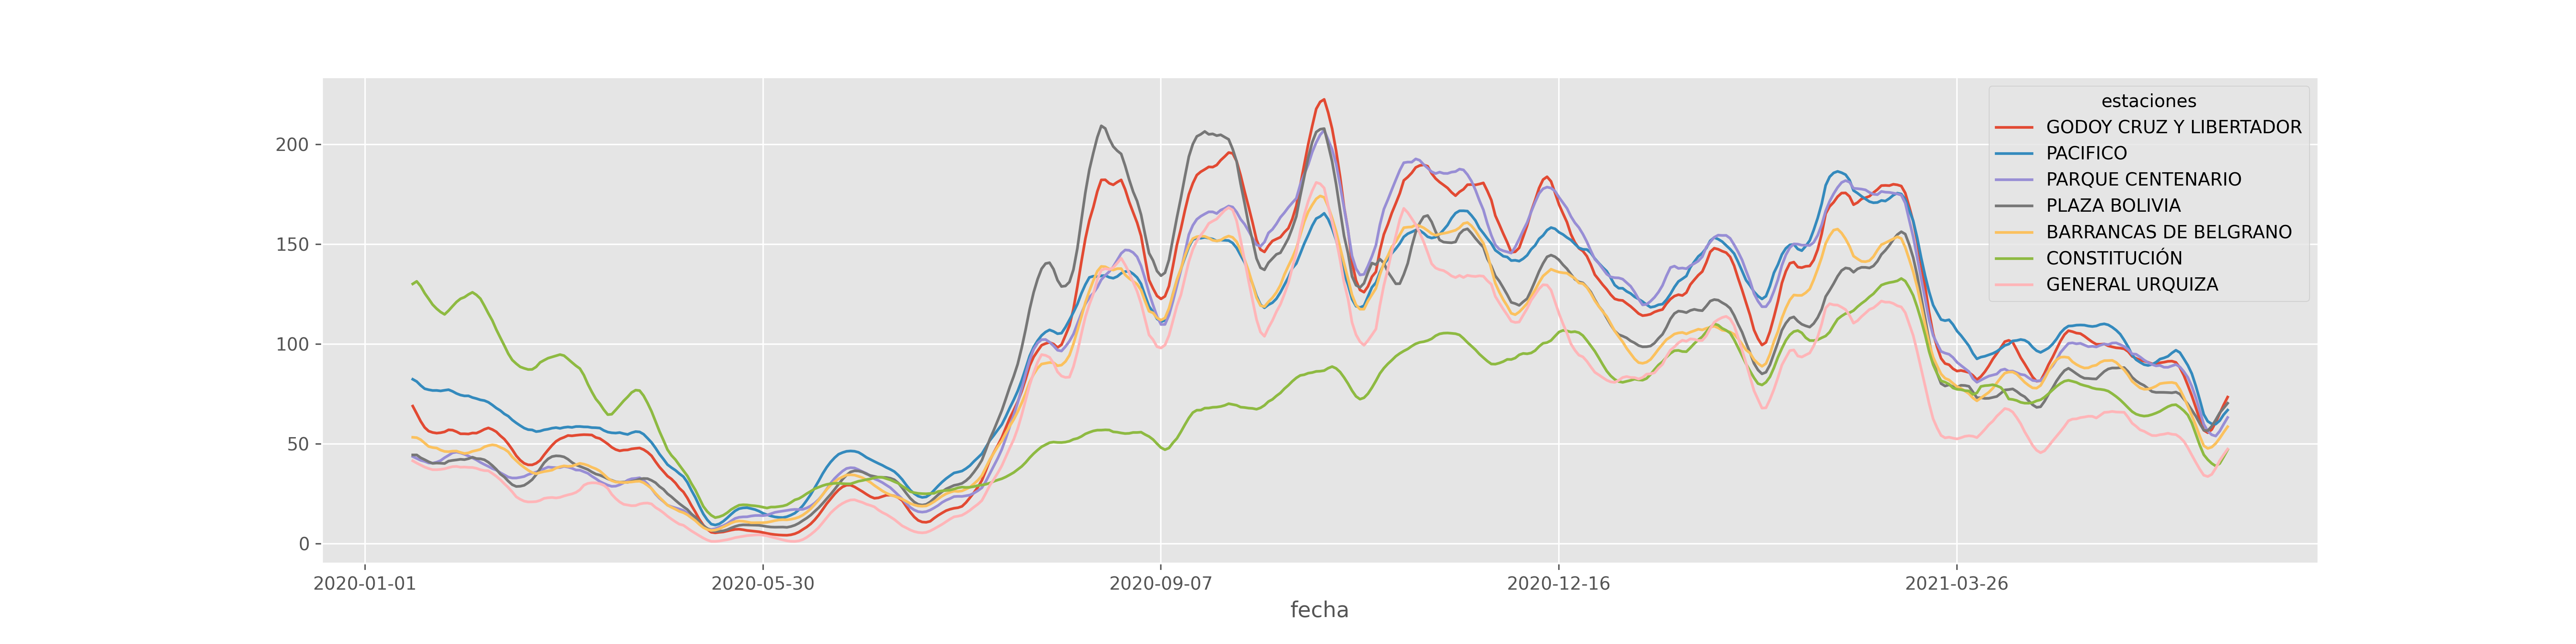 estaciones
GODOY CRUZ Y LIBERTADOR
PACIFICO
PARQUE CENTENARIO
PLAZA BOLIVIA
BARRANCAS DE BELGRANO
CONSTITUCIÓN
GENERAL URQUIZA
200
150
100
50
0
2020-01-01 2020-05-30 2020-09-07 2020-12-16 2021-03-26
fecha